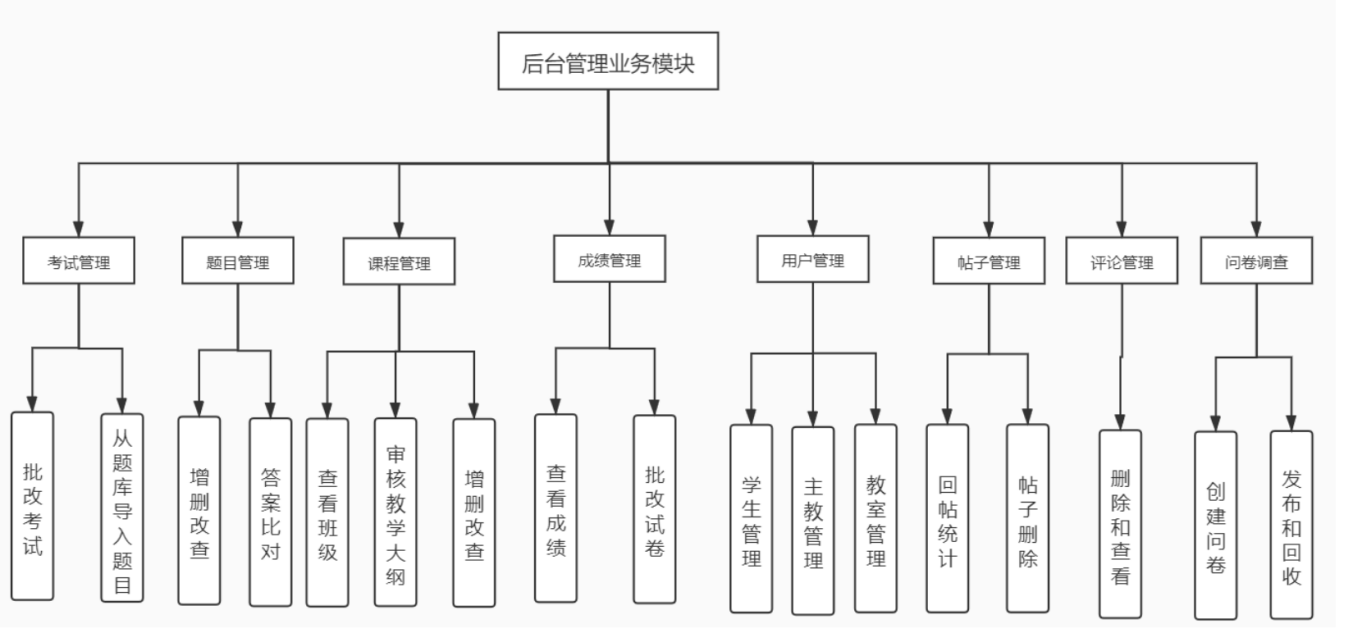 后台管理业务模块
考试管理
题目管理
课程管理
成绩管理
用户管理
帖子管理
评论管理
问卷调查
批改考试
从题库导入题目
增删改查
答案比对
查看班级
审核教学大纲
增删改查
查看成绩
批改试卷
学生管理
主教管理
教室管理
回帖统计
帖子删除
删除和查看
创建问卷
发布和回收